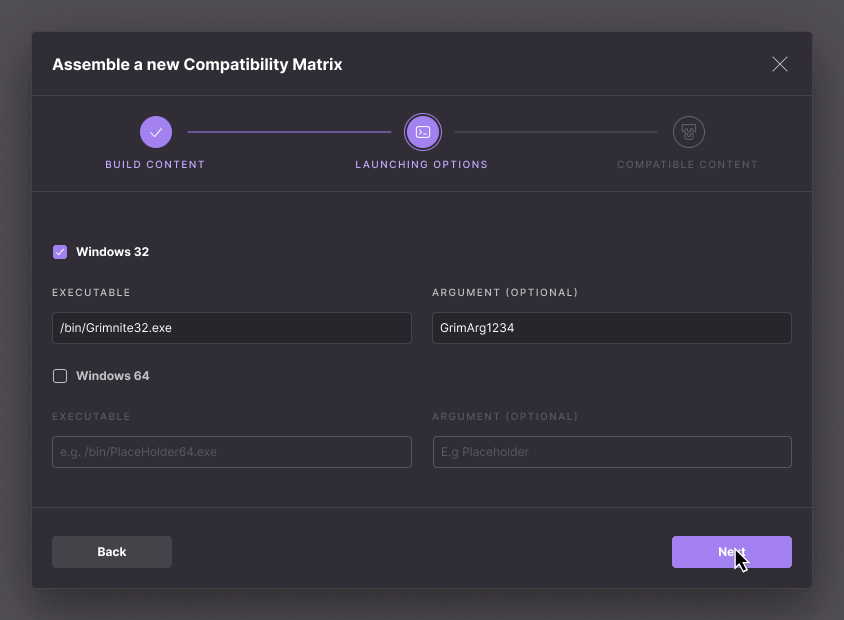 Assemble a new Compatibility Matrix
BUILD CONTENT
LAUNCHING OPTIONS
COMPATIBLE CONTENT
Windows 32
EXECUTABLE
ARGUMENT (OPTIONAL)
/bin/Grimnite32.exe
GrimArg1234
Windows 64
EXECUTABLE
ARGUMENT (OPTIONAL)
e.g. /bin/PlaceHolder64.exe
E.g Placeholder
Back
Next